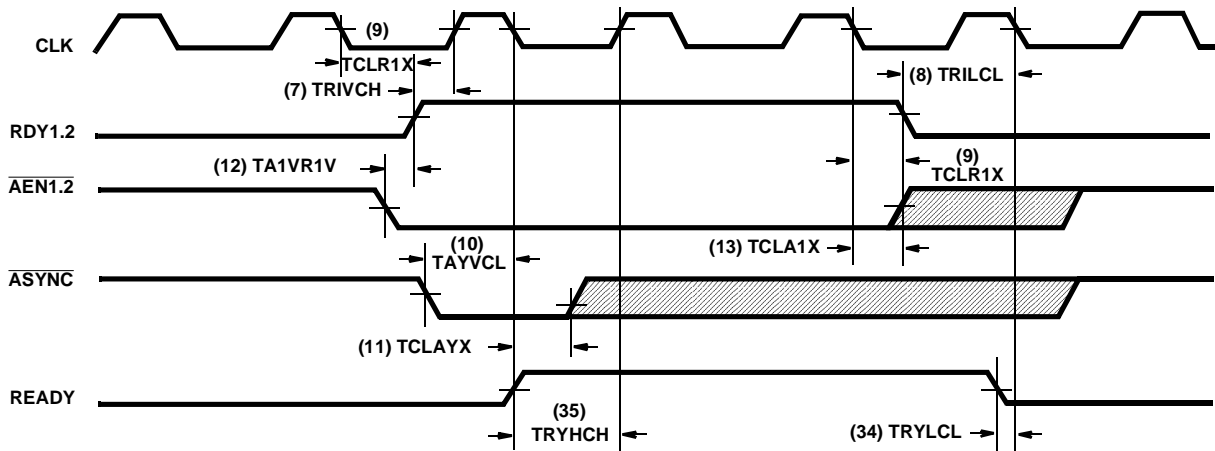 CLK
(9)
TCLR1X
(7) TRIVCH
(8) TRILCL
RDY1.2
(12) TA1VR1V
(9)
TCLR1X
AEN1.2
(10)
TAYVCL
(13) TCLA1X
ASYNC
(11) TCLAYX
READY
(35)
TRYHCH
(34) TRYLCL